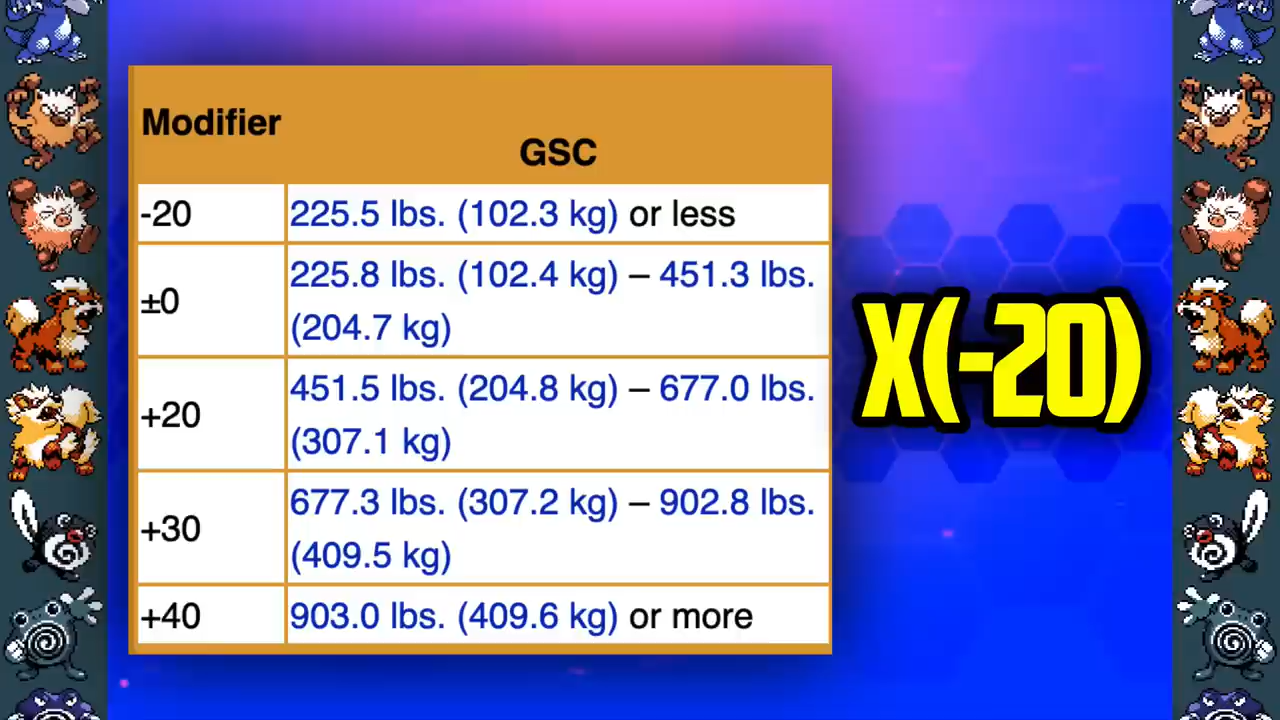 Modifier
GSC
-20 225.5 lbs. (102.3 kg) or less
±0 225.8 lbs. (102.4 kg) – 451.3 lbs.
(204.7 kg)
+20 451.5 lbs. (204.8 kg) – 677.0 lbs.
(307.1 kg)
+30 677.3 lbs. (307.2 kg) – 902.8 lbs.
(409.5 kg)
+40 903.0 lbs. (409.6 kg) or more
X(-20)